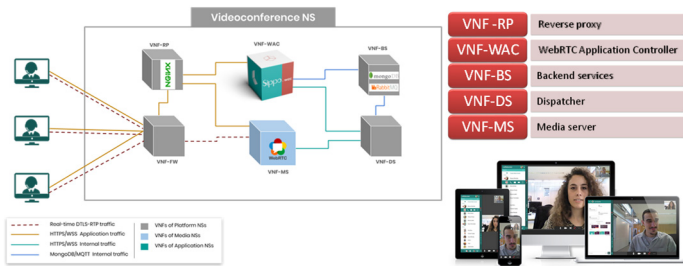 Videoconference NS
VNF-RP
NGINX
VNF-WAC
Sippo
VNF-BS
mongoDB
VNF-FW
WebRTC
VNF-MS
VNF-DS
Real-time DTLS-RTP traffic
HTTPS/WSS Application traffic
HTTPS/WSS Internal traffic
MongoDB/MQTT Internal traffic
VNFs of Platform NSs
VNFs of Media NSs
VNFs of Application NSs
VNF -RP Reverse proxy
VNF-WAC WebRTC Application Controller
VNF-BS Backend services
VNF-DS Dispatcher
VNF-MS Media server